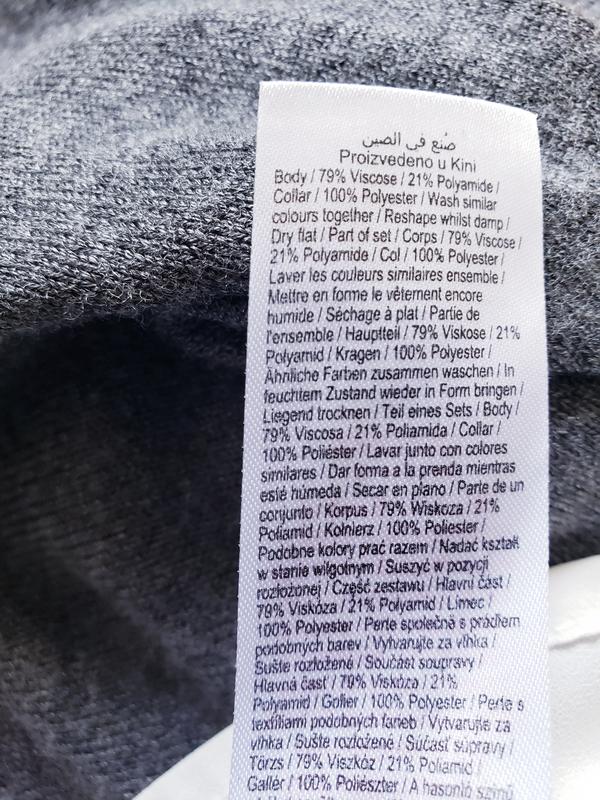 صُنع في الصين
Proizvedeno u Kini
Body / 79% Viscose / 21% Polyamide /
Collar / 100% Polyester / Wash similar
colours together / Reshape whilst damp /
Dry flat / Part of set / Corps / 79% Viscose /
21% Polyamide / Col / 100% Polyester /
Laver les couleurs similaires ensemble /
Mettre en forme le vêtement encore
humide / Séchage à plat / Partie de
l'ensemble / Hauptteil / 79% Viskose / 21%
Polyamid / Kragen / 100% Polyester /
Ähnliche Farben zusammen waschen / In
feuchtem Zustand wieder in Form bringen /
Liegend trocknen / Teil eines Sets / Body /
79% Viscosa / 21% Poliamida / Collar /
100% Poliéster / Lavar junto con colores
similares / Dar forma a la prenda mientras
esté húmeda / Secar en plano / Parte de un
conjunto / Korpus / 79% Wiskoza / 21%
Poliamid / Kołnierz / 100% Poliester /
Podobne kolory prać razem / Nadać kształt
w stanie wilgotnym / Suszyć w pozycji
rozłożonej / Część zestawu / Hlavní část /
79% Viskóza / 21% Polyamid / Límec /
100% Polyester / Perte společně s prádlem
podobných barev / Vytvarujte za vlhka /
Sušte rozložené / Součást soupravy /
Hlavná časť / 79% Viskóza / 21%
Polyamid / Golier / 100% Polyester / Perte s
textíliami podobných farieb / Vytvarujte za
vlhka / Sušte rozložené / Súčasť súpravy /
Törzs / 79% Viszkóz / 21% Poliamid /
Gallér / 100% Poliészter / A hasonló színű